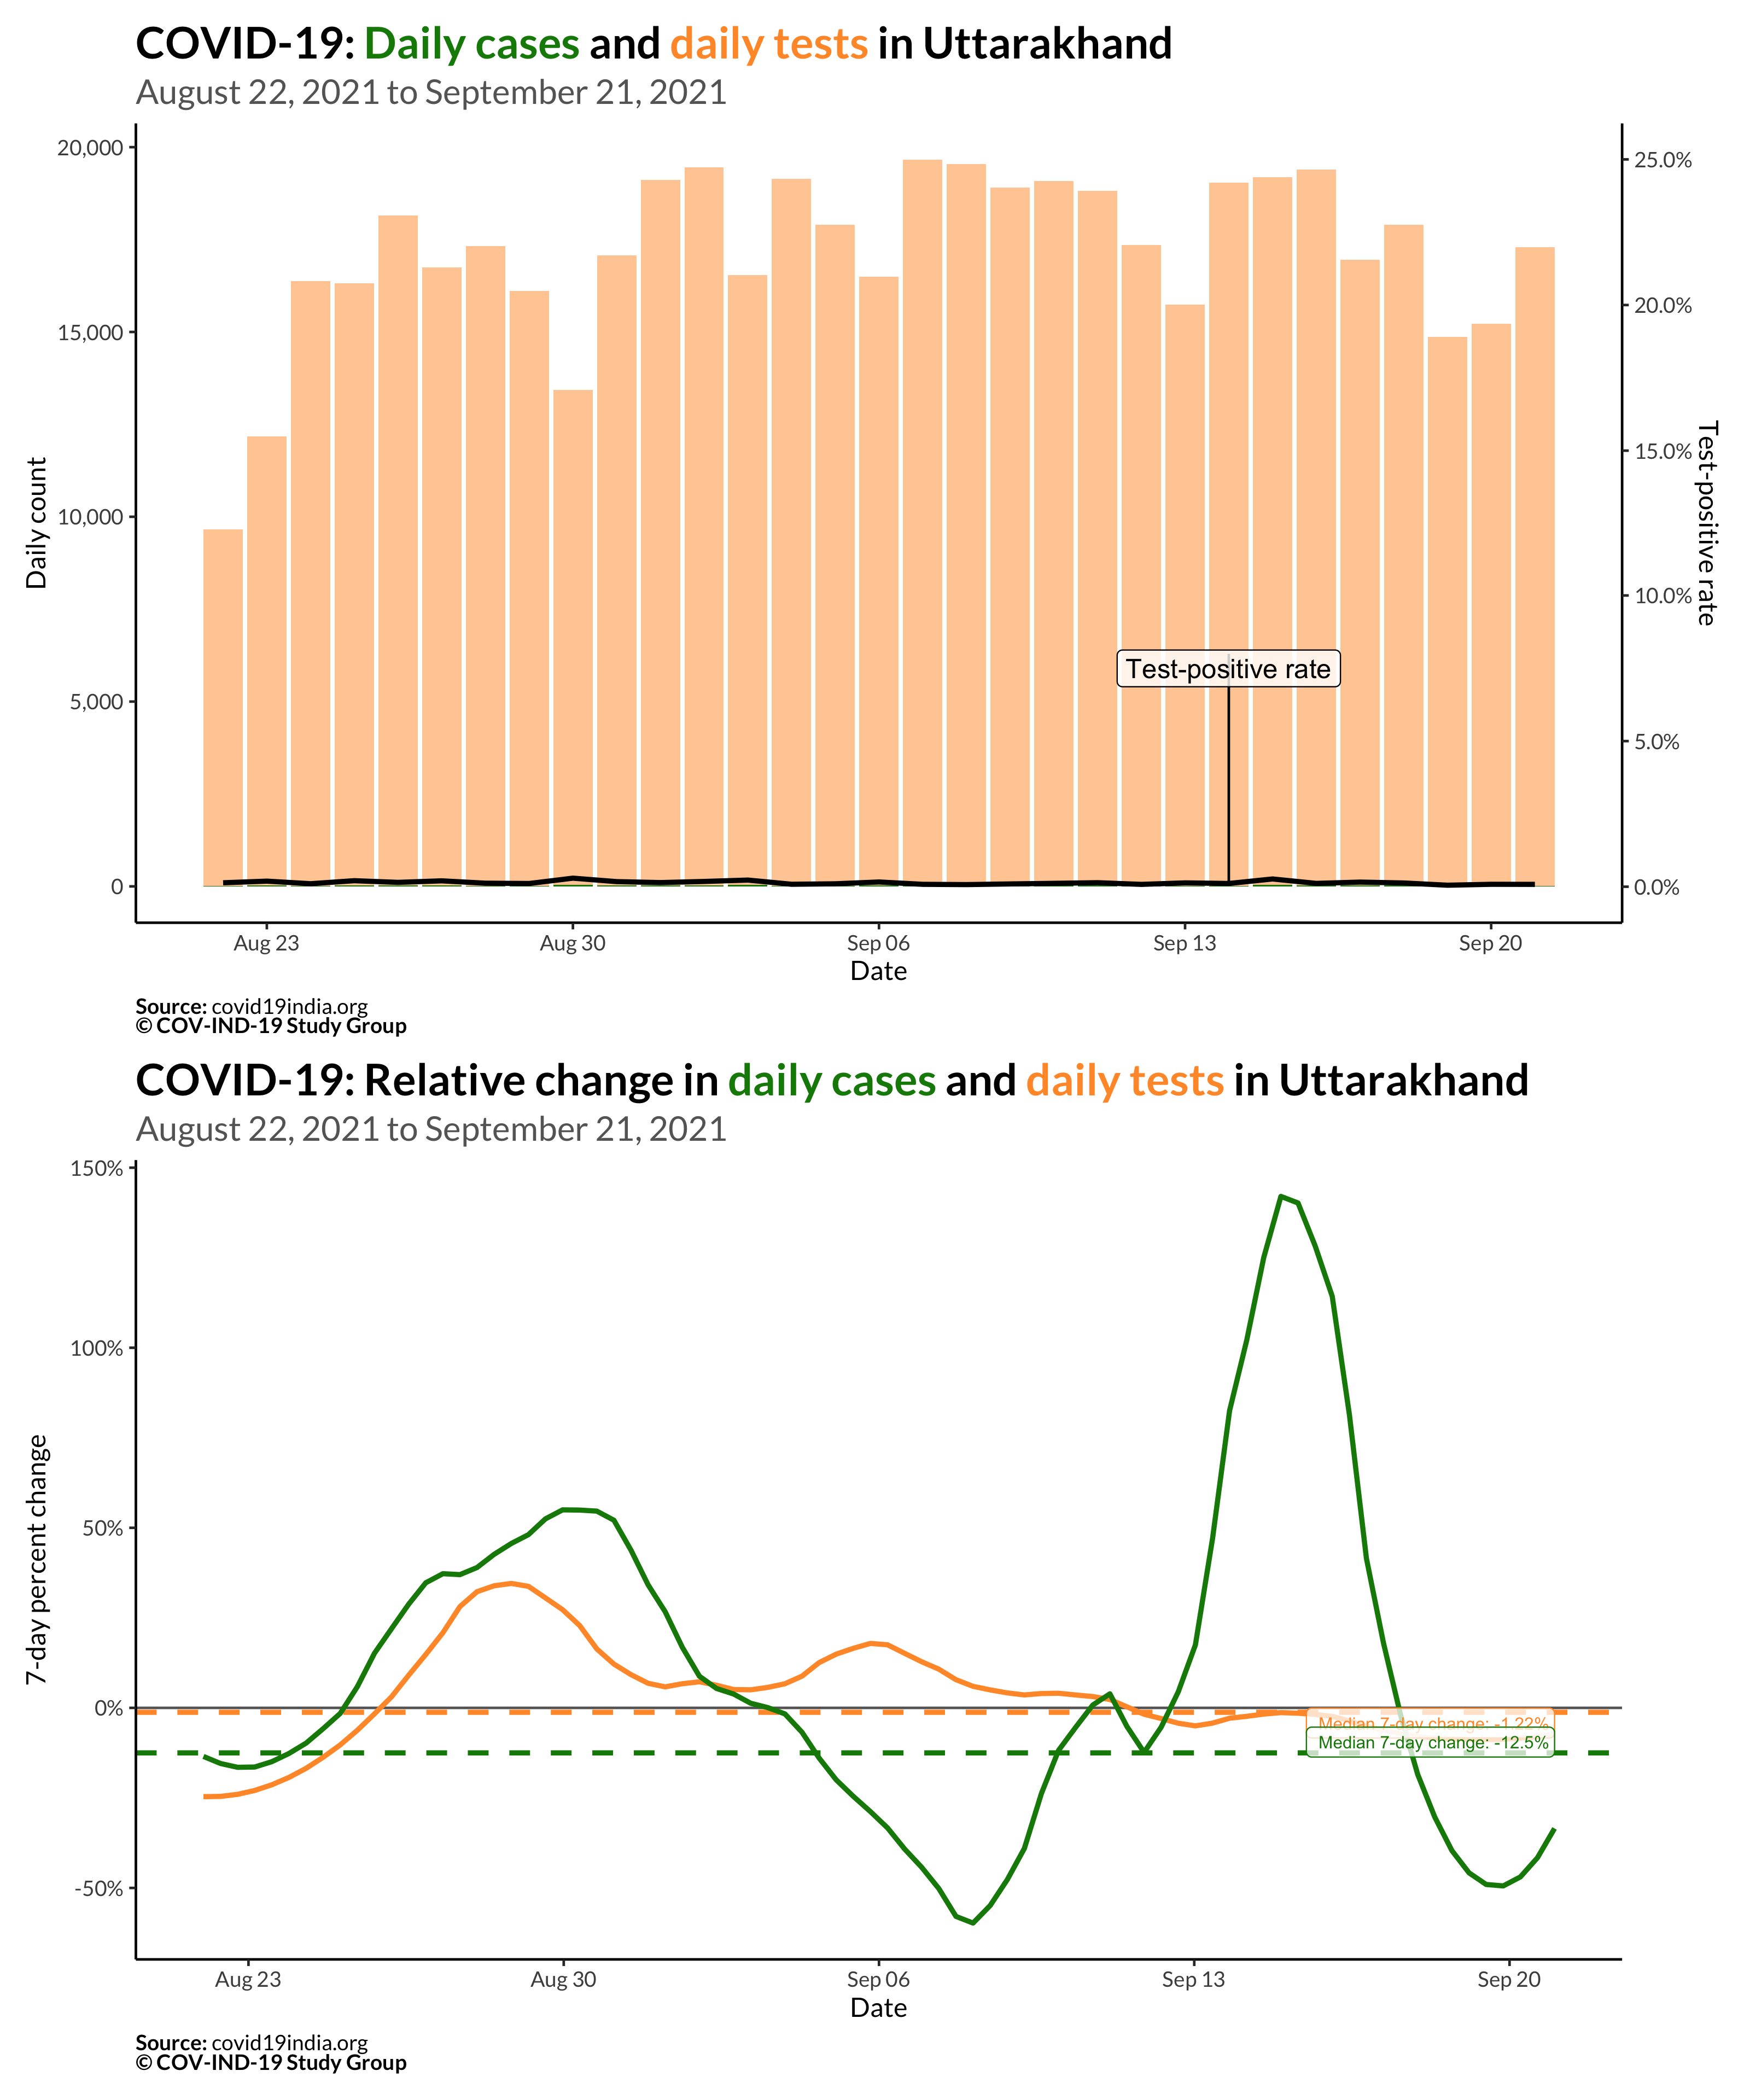 COVID-19: Daily cases and daily tests in Uttarakhand
August 22, 2021 to September 21, 2021
20,000
15,000
10,000
5,000
0
Daily count
25.0%
20.0%
15.0%
10.0%
5.0%
0.0%
Test-positive rate
Test-positive rate
Aug 23 Aug 30 Sep 06 Sep 13 Sep 20
Date
Source: covid19india.org
© COV-IND-19 Study Group
COVID-19: Relative change in daily cases and daily tests in Uttarakhand
August 22, 2021 to September 21, 2021
150%
100%
50%
0%
-50%
7-day percent change
Median 7-day change: -1.22%
Median 7-day change: -12.5%
Aug 23 Aug 30 Sep 06 Sep 13 Sep 20
Date
Source: covid19india.org
© COV-IND-19 Study Group